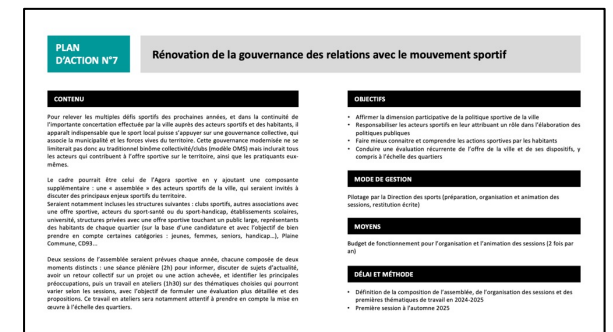 PLAN
D'ACTION N°7
Rénovation de la gouvernance des relations avec le mouvement sportif
CONTENU
Pour relever les multiples défis sportifs des prochaines années, et dans la continuité de
l'importante concertation effectuée par la ville auprès des acteurs sportifs et des habitants, il
apparaît indispensable que le sport local puisse s'appuyer sur une gouvernance collective, qui
associe la municipalité et les forces vives du territoire. Cette gouvernance modernisée ne se
limiterait pas donc au traditionnel binôme collectivité/clubs (modèle OMS) mais inclurait tous
les acteurs qui contribuent à l'offre sportive sur le territoire, ainsi que les pratiquants eux-
mêmes.
Le cadre pourrait être celui de l'Agora sportive en y ajoutant une composante
supplémentaire : une « assemblée » des acteurs sportifs de la ville, qui seraient invités à
discuter des principaux enjeux sportifs du territoire.
Seraient notamment incluses les structures suivantes : clubs sportifs, autres associations avec
une offre sportive, acteurs du sport-santé ou du sport-handicap, établissements scolaires,
université, structures privées avec une offre sportive touchant un public large, représentants
des habitants de chaque quartier (sur la base d'une candidature et avec l'objectif de bien
prendre en compte certaines catégories : jeunes, femmes, seniors, handicap...), Plaine
Commune, CD93...
Deux sessions de l'assemblée seraient prévues chaque année, chacune composée de deux
moments distincts : une séance plénière (2h) pour informer, discuter de sujets d'actualité,
avoir un retour collectif sur un projet ou une action achevée, et identifier les principales
préoccupations, puis un travail en ateliers (1h30) sur des thématiques choisies qui pourront
varier selon les sessions, avec l'objectif de formuler une évaluation plus détaillée et des
propositions. Ce travail en ateliers sera notamment attentif à prendre en compte la mise en
œuvre à l'échelle des quartiers.
OBJECTIFS
• Affirmer la dimension participative de la politique sportive de la ville
• Responsabiliser les acteurs sportifs en leur attribuant un rôle dans l'élaboration des
politiques publiques
• Faire mieux connaître et comprendre les actions sportives par les habitants
• Conduire une évaluation récurrente de l'offre de la ville et de ses dispositifs, y
compris à l'échelle des quartiers
MODE DE GESTION
Pilotage par la Direction des sports (préparation, organisation et animation des
sessions, restitution écrite)
MOYENS
Budget de fonctionnement pour l'organisation et l'animation des sessions (2 fois par
an)
DÉLAI ET MÉTHODE
• Définition de la composition de l'assemblée, de l'organisation des sessions et des
premières thématiques de travail en 2024-2025
• Première session à l'automne 2025